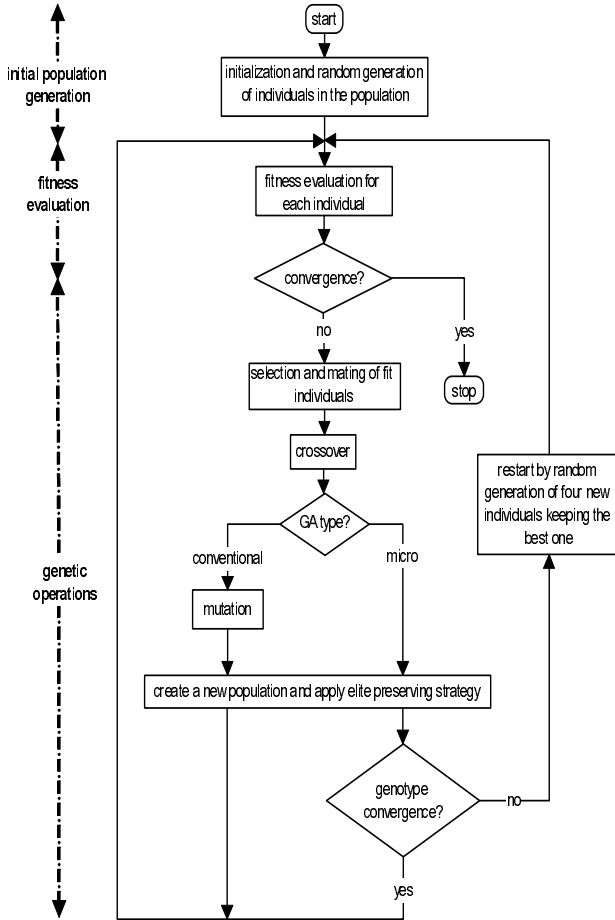 start
initialization and random generation
of individuals in the population
initial population
generation
fitness
evaluation
fitness evaluation for
each individual
convergence?
no
yes
stop
selection and mating of fit
individuals
crossover
restart by random
generation of four new
individuals keeping the
best one
GA type?
conventional
micro
genetic
operations
mutation
create a new population and apply elite preserving strategy
genotype
convergence?
no
yes